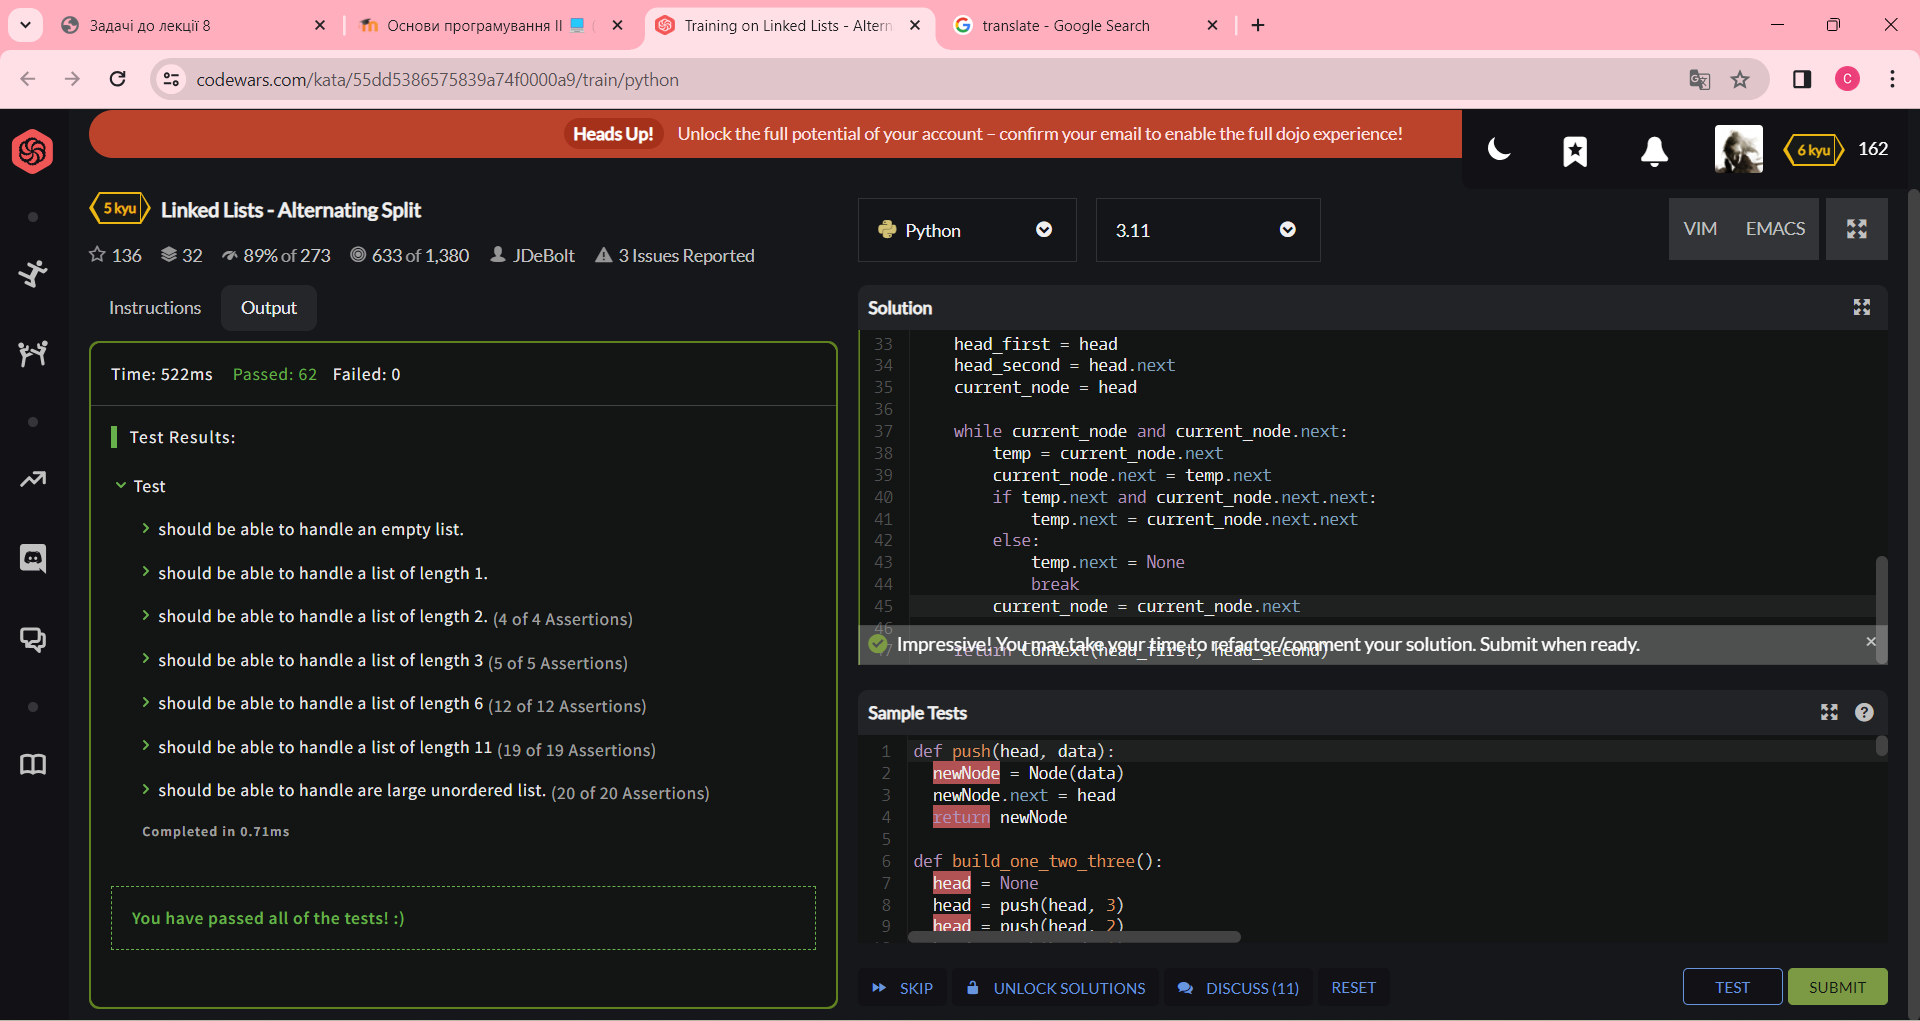 Задачі до лекції 8
Основи програмування II
Training on Linked Lists - Altern
translate - Google Search
codewars.com/kata/55dd5386575839a74f0000a9/train/python
C
Heads Up! Unlock the full potential of your account – confirm your email to enable the full dojo experience!
6 kyu 162
5 kyu Linked Lists - Alternating Split
136 32 89% of 273 633 of 1,380 JDeBolt 3 Issues Reported
Python
3.11
VIM EMACS
Instructions Output
Time: 522ms Passed: 62 Failed: 0
Test Results:
Test
should be able to handle an empty list.
should be able to handle a list of length 1.
should be able to handle a list of length 2. (4 of 4 Assertions)
should be able to handle a list of length 3 (5 of 5 Assertions)
should be able to handle a list of length 6 (12 of 12 Assertions)
should be able to handle a list of length 11 (19 of 19 Assertions)
should be able to handle are large unordered list. (20 of 20 Assertions)
Completed in 0.71ms
You have passed all of the tests! :)
Solution
33 head_first = head
34 head_second = head.next
35 current_node = head
36
37 while current_node and current_node.next:
38 temp = current_node.next
39 current_node.next = temp.next
40 if temp.next and current_node.next.next:
41 temp.next = current_node.next.next
42 else:
43 temp.next = None
44 break
45 current_node = current_node.next
46
47 return Context(head_first, head_second)
Impressive! You may take your time to refactor/comment your solution. Submit when ready.
Sample Tests
1 def push(head, data):
2 newNode = Node(data)
3 newNode.next = head
4 return newNode
5
6 def build_one_two_three():
7 head = None
8 head = push(head, 3)
9 head = push(head, 2)
SKIP UNLOCK SOLUTIONS DISCUSS (11) RESET
TEST SUBMIT